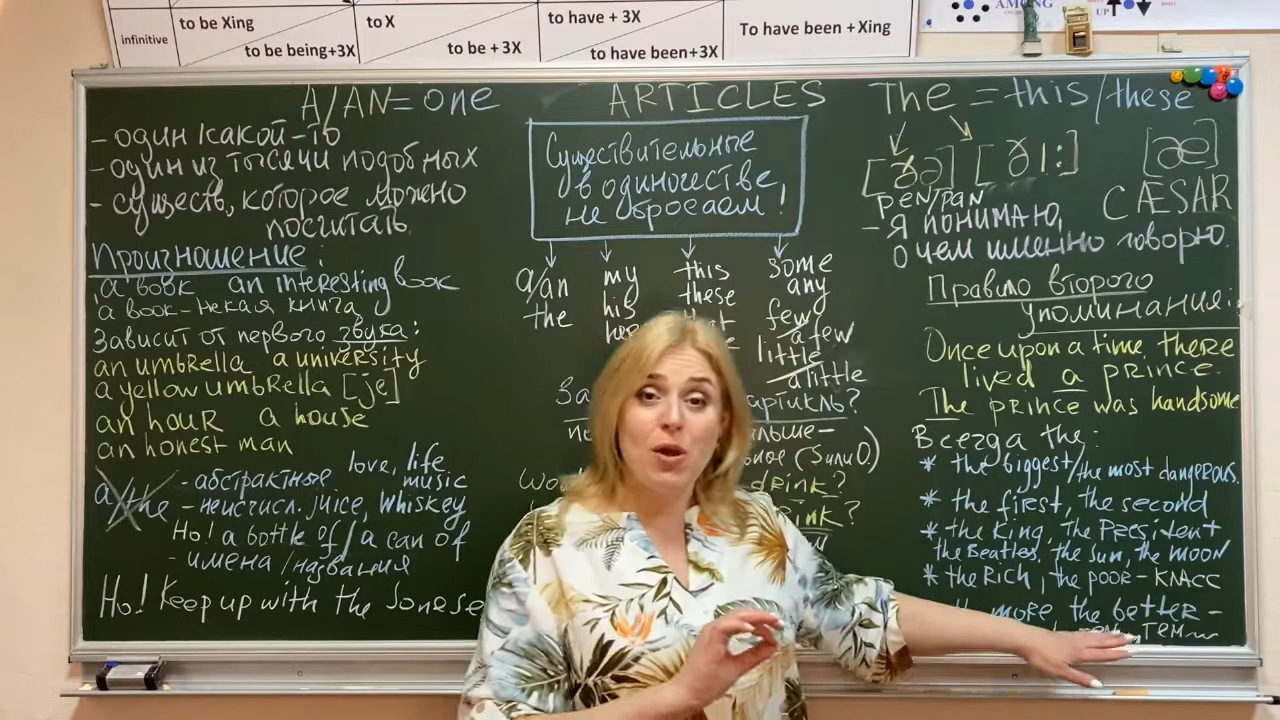 infinitive
to be Xing
to be being+3X
to X
to be + 3X
to have + 3X
to have been+3X
To have been +Xing
AMONG
UP
A/AN = one
- один / какой-то
- один из тысячи подобных
- существ, которое можно
посчитать.
Произношение:
a book an interesting book
a book - некая книга
Зависит от первого звука:
an umbrella a university
a yellow umbrella [je]
an hour a house
an honest man
a/the
- абстрактные love, life
music
- неисчисл. juice, whiskey
Но! a bottle of / a can of
- имена / названия
Но! Keep up with the Joneses
ARTICLES
Существительные
в одиночестве
не бросаем!
a/an my this some
the his these any
her few
a few
little
a little
За артикль?
drink?
The = this/these
[ðə] [ði:] [æ]
pen/pan CÆSAR
- Я понимаю,
о чем именно говорю.
Правило второго
упоминания:
Once upon a time there
lived a prince.
The prince was handsome
Всегда the:
* the biggest/the most dangerous.
* the first, the second
* the King, the President
the Beatles, the sun, the moon
* the Rich, the poor - класс
more the better -